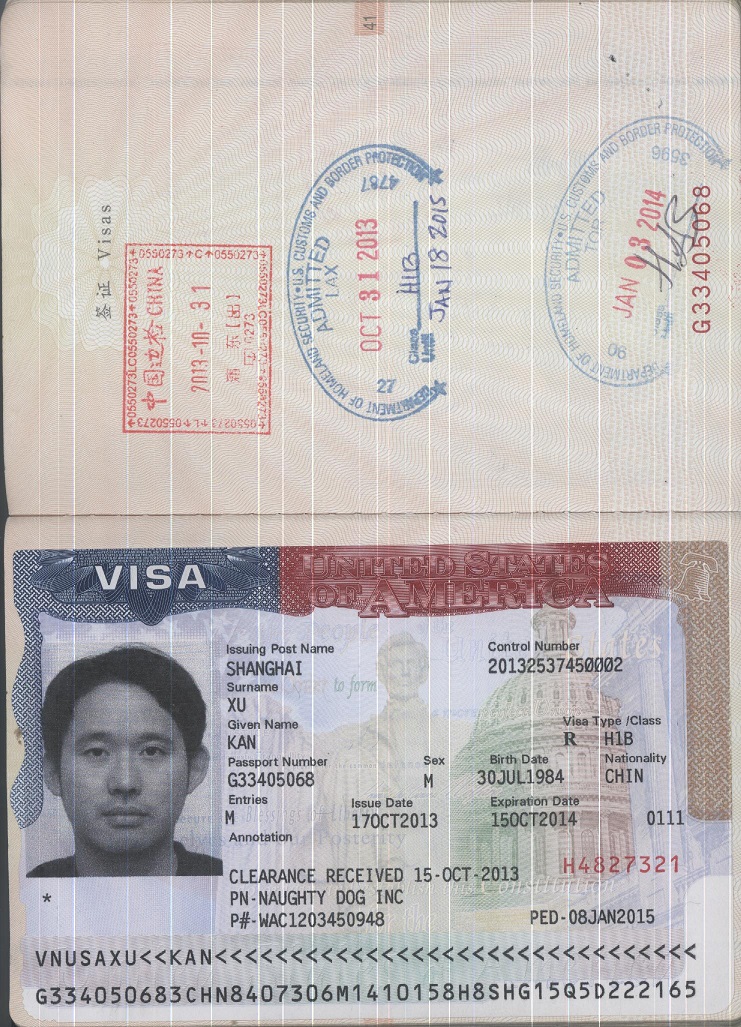 41
签证 Visas
0550273LC0550273
中国边检 CHINA
2013-10-31
浦东【出】
DEPARTMENT OF HOMELAND SECURITY U.S. CUSTOMS AND BORDER PROTECTION
4787
ADMITTED
LAX
OCT 31 2013
Class H1B
Until JAN 18 2015
27
DEPARTMENT OF HOMELAND SECURITY U.S. CUSTOMS AND BORDER PROTECTION
3596
ADMITTED
TOR
JAN 03 2014
90
G33405068
VISA
UNITED STATES
OF AMERICA
Issuing Post Name
SHANGHAI
Control Number
20132537450002
Surname
XU
Given Name
KAN
Visa Type /Class
R H1B
Passport Number
G33405068
Sex
M
Birth Date
30JUL1984
Nationality
CHIN
Entries
M
Issue Date
17OCT2013
Expiration Date
15OCT2014
0111
Annotation
CLEARANCE RECEIVED 15-OCT-2013
H4827321
PN-NAUGHTY DOG INC
*
P#-WAC1203450948
PED-08JAN2015
VNUSAXU<<KAN<<<<<<<<<<<<<<<<<<<<<<<<<<<<<<<<
G334050683CHN8407306M1410158H8SHG15Q5D222165